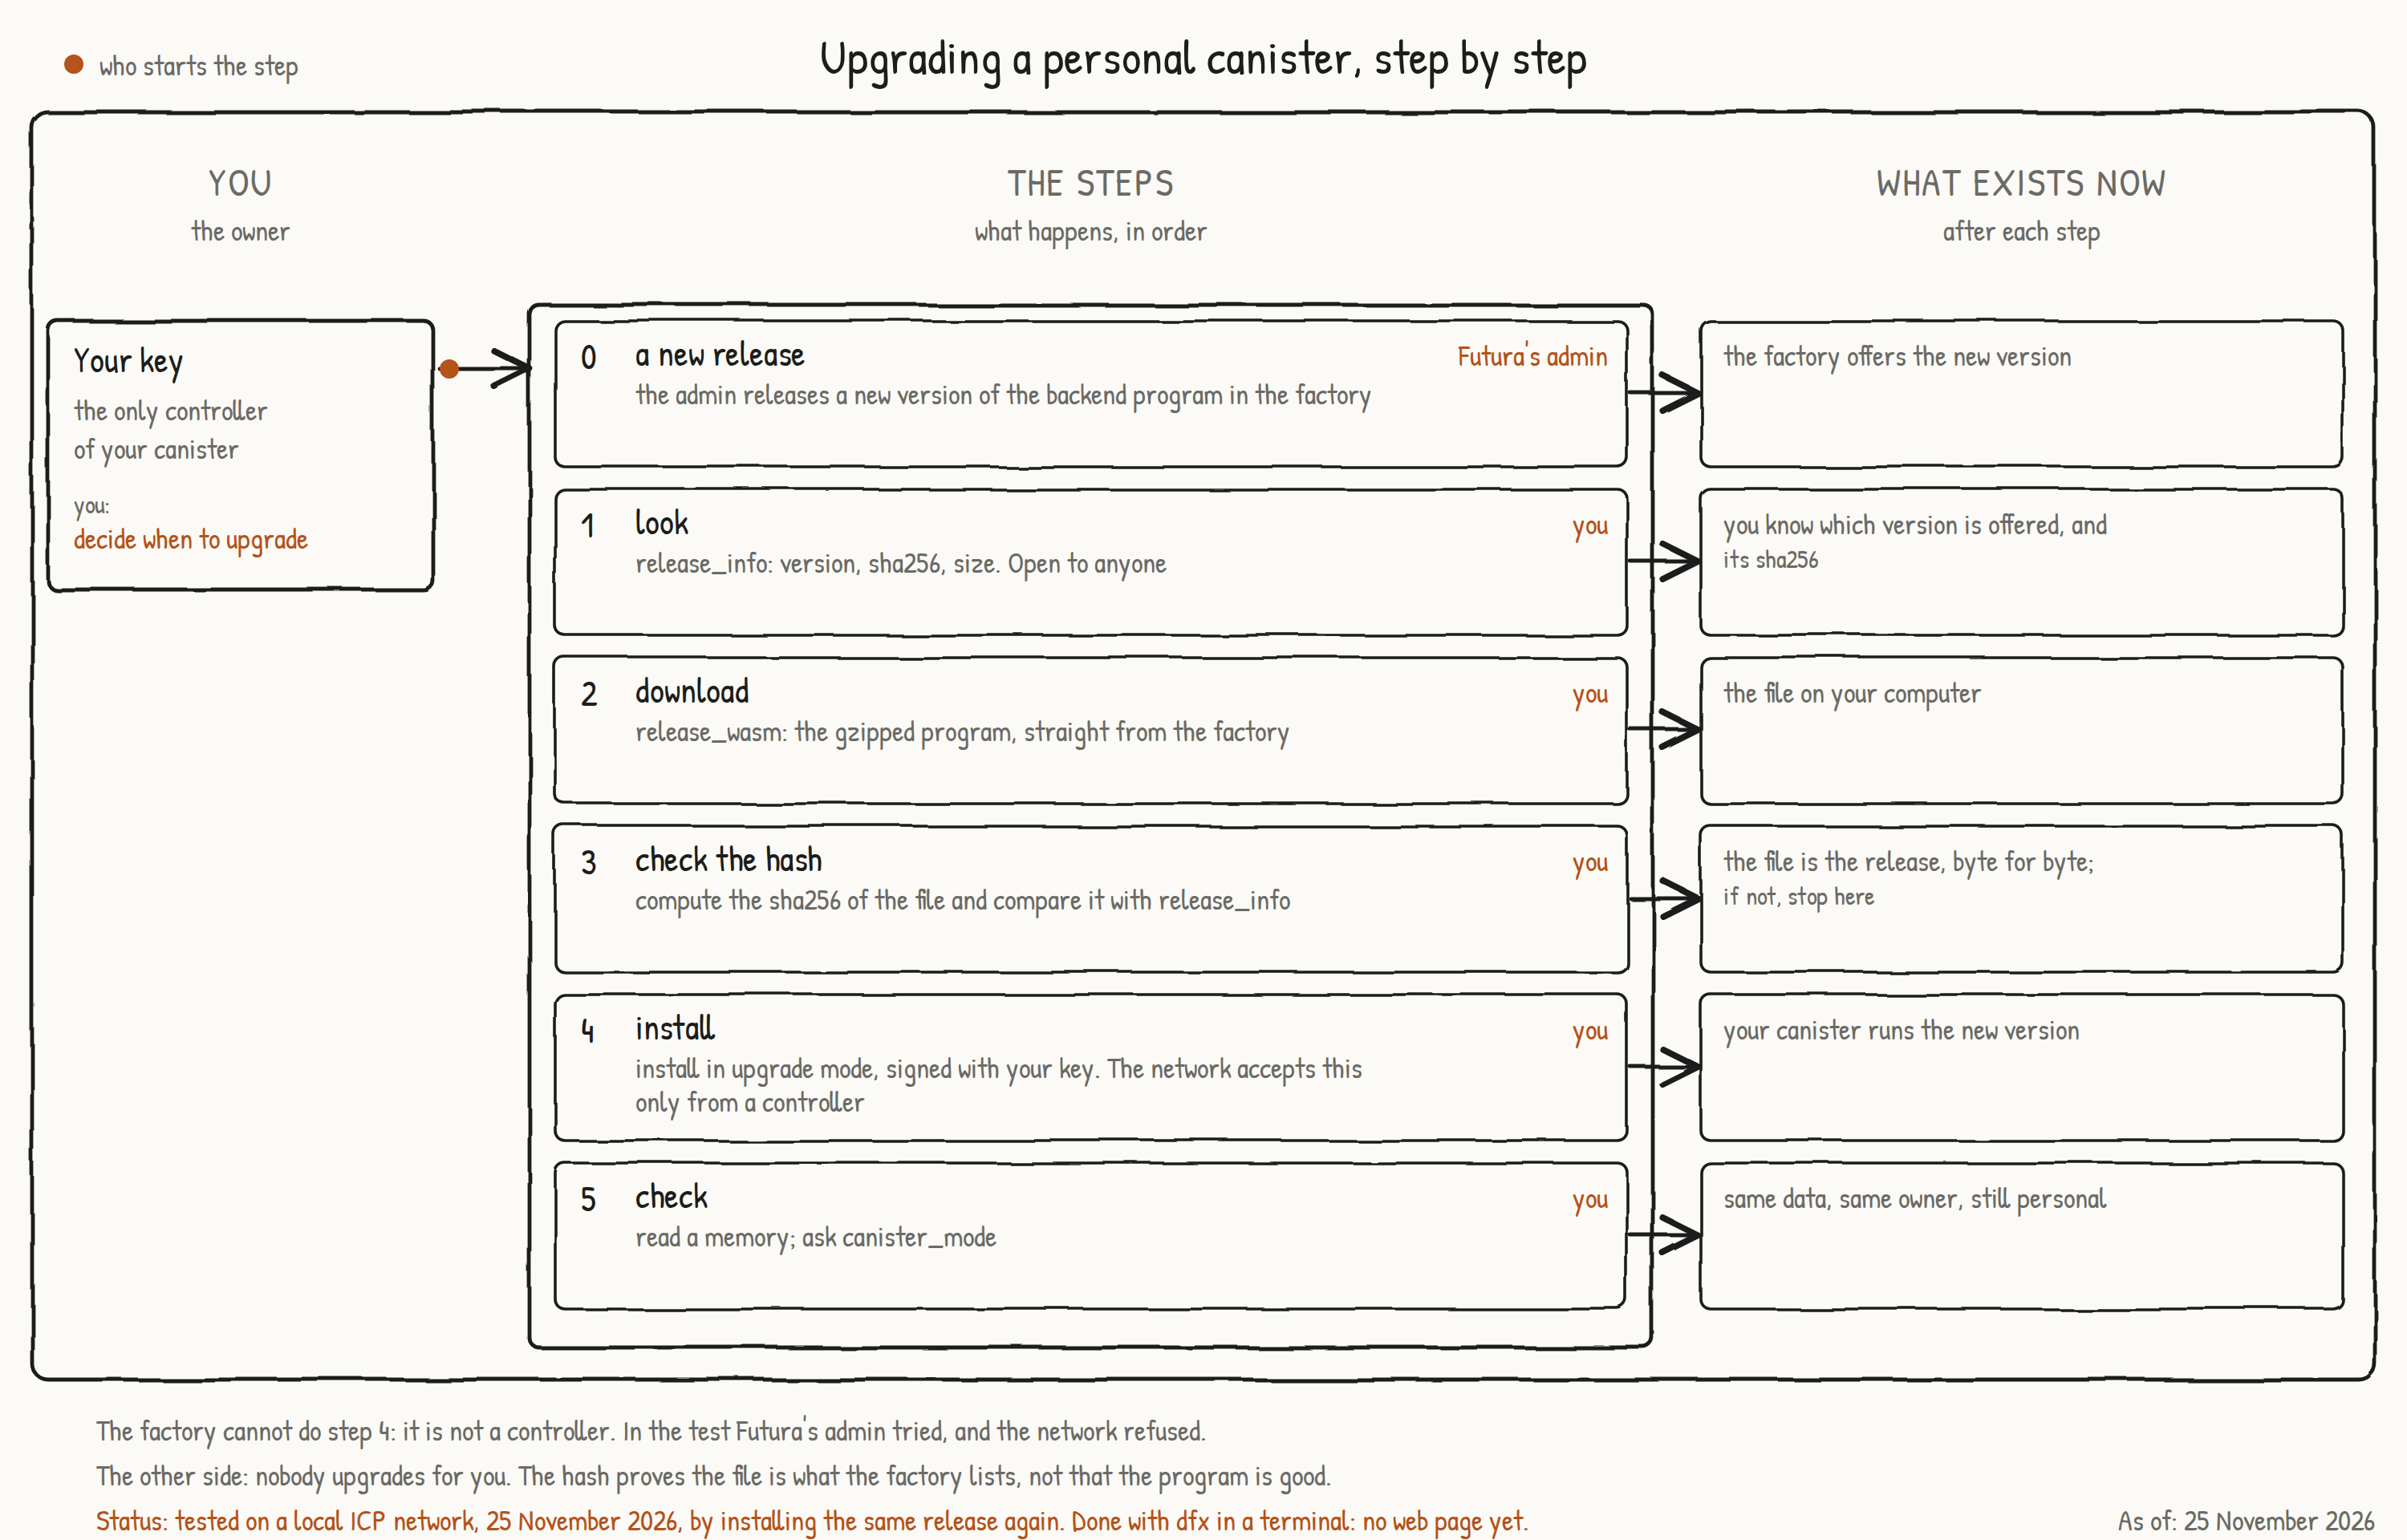 who starts the step
Upgrading a personal canister, step by step
YOU
the owner
THE STEPS
what happens, in order
WHAT EXISTS NOW
after each step
Your key
the only controller
of your canister
you:
decide when to upgrade
0 a new release Futura's admin
the admin releases a new version of the backend program in the factory
the factory offers the new version
1 look you
release_info: version, sha256, size. Open to anyone
you know which version is offered, and
its sha256
2 download you
release_wasm: the gzipped program, straight from the factory
the file on your computer
3 check the hash you
compute the sha256 of the file and compare it with release_info
the file is the release, byte for byte;
if not, stop here
4 install you
install in upgrade mode, signed with your key. The network accepts this
only from a controller
your canister runs the new version
5 check you
read a memory; ask canister_mode
same data, same owner, still personal
The factory cannot do step 4: it is not a controller. In the test Futura's admin tried, and the network refused.
The other side: nobody upgrades for you. The hash proves the file is what the factory lists, not that the program is good.
Status: tested on a local ICP network, 25 November 2026, by installing the same release again. Done with dfx in a terminal: no web page yet.
As of: 25 November 2026